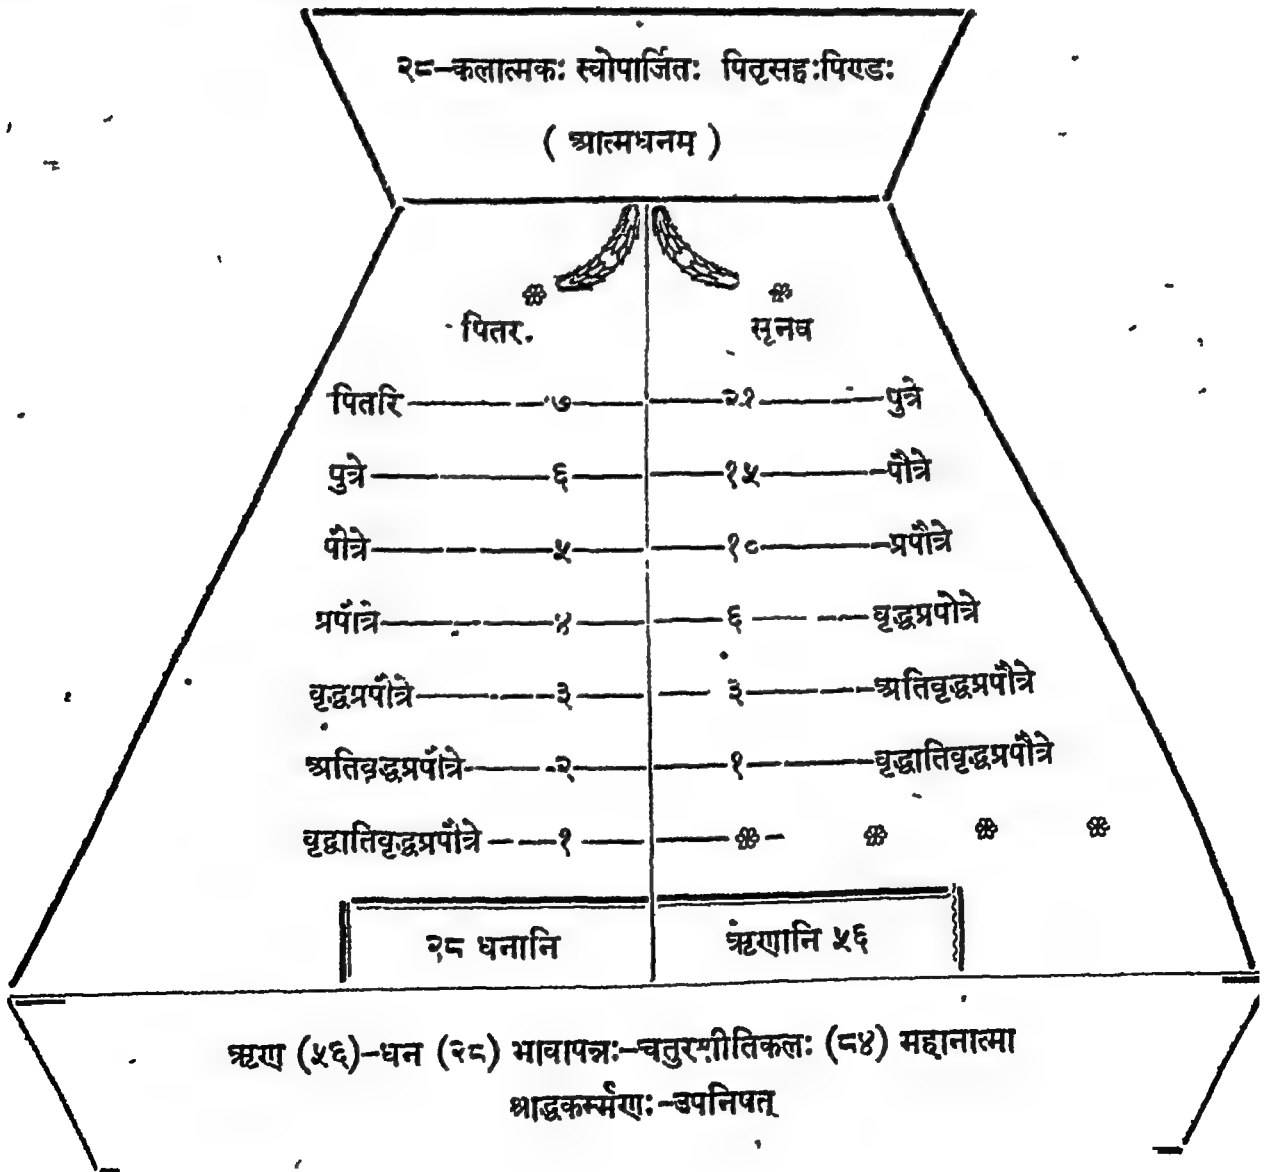 २८-कलात्मकः स्वोपार्जितः पितृसहःपिण्डः
( आत्मधनम् )
पितर. सूनव
पितरि ७ २१ पुत्रे
पुत्रे ६ १५ पौत्रे
पौत्रे ५ १० प्रपौत्रे
प्रपौत्रे ४ ६ वृद्धप्रपौत्रे
वृद्धप्रपौत्रे ३ ३ अतिवृद्धप्रपौत्रे
अतिवृद्धप्रपौत्रे २ १ वृद्धातिवृद्धप्रपौत्रे
वृद्धातिवृद्धप्रपौत्रे १
२८ धनानि ऋणानि ५६
ऋण (५६)-धन (२८) भावापन्नः-चतुरशीतिकलः (८४) महानात्मा
श्राद्धकर्म्मणः-उपनिषत्